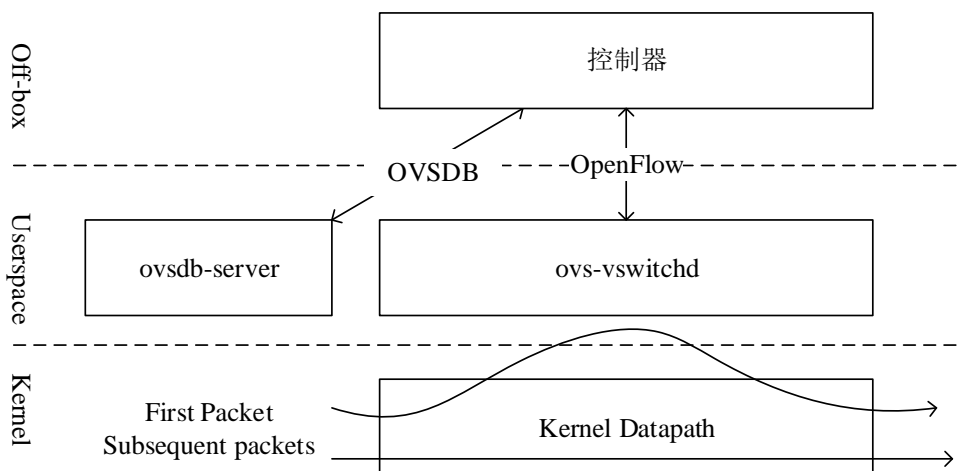 Off-box
控制器
OVSDB
OpenFlow
Userspace
ovsdb-server
ovs-vswitchd
Kernel
First Packet
Subsequent packets
Kernel Datapath